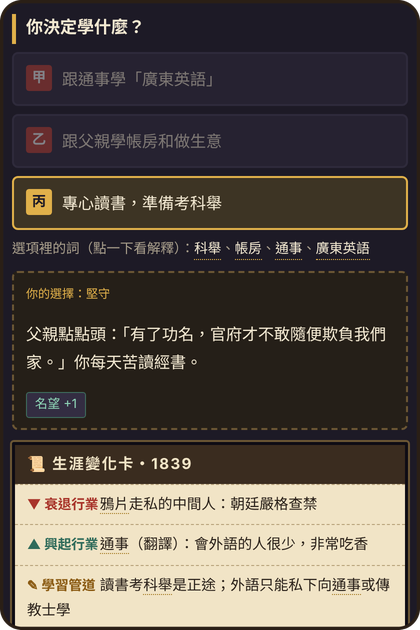 你決定學什麼？
甲 跟通事學「廣東英語」
乙 跟父親學帳房和做生意
丙 專心讀書，準備考科舉
選項裡的詞（點一下看解釋）：科舉、帳房、通事、廣東英語
你的選擇：堅守
父親點點頭：「有了功名，官府才不敢隨便欺負我們
家。」你每天苦讀經書。
名望 +1
📜 生涯變化卡・1839
▼ 衰退行業 鴉片走私的中間人：朝廷嚴格查禁
▲ 興起行業 通事（翻譯）：會外語的人很少，非常吃香
✎ 學習管道 讀書考科舉是正途；外語只能私下向通事或傳
教士學